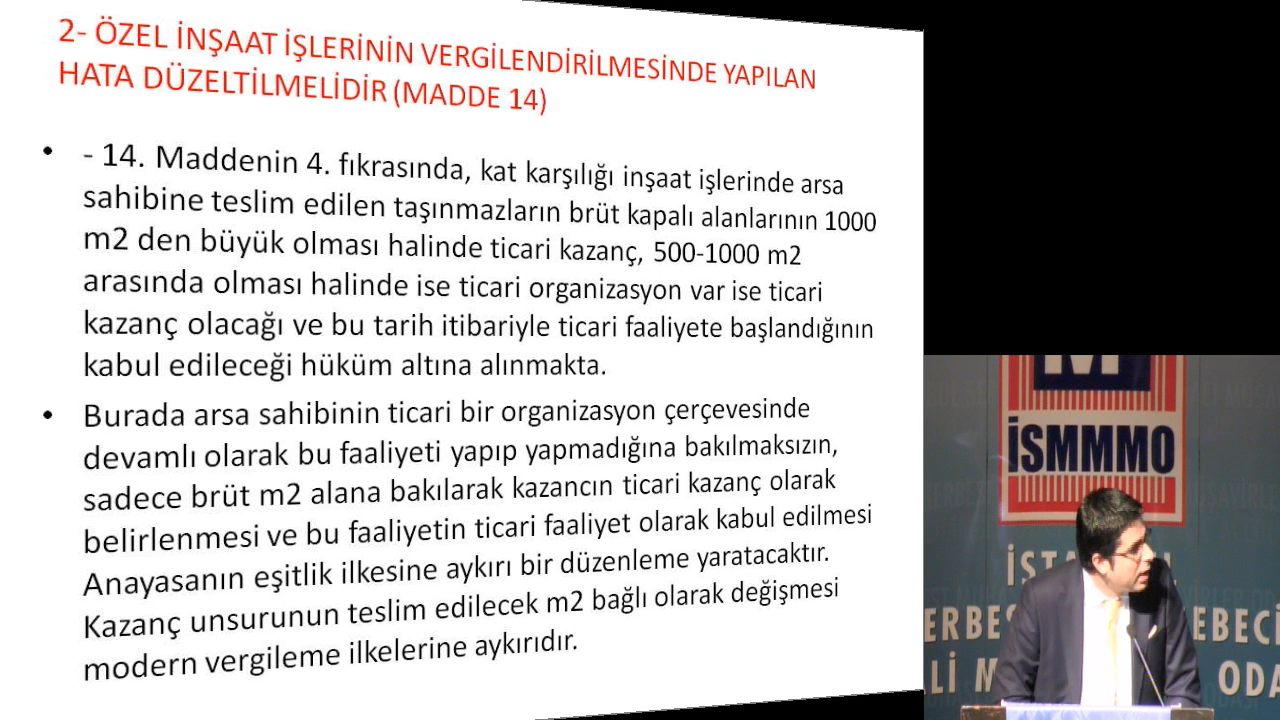 2- ÖZEL İNŞAAT İŞLERİNİN VERGİLENDİRİLMESİNDE YAPILAN
HATA DÜZELTİLMELİDİR (MADDE 14)
• - 14. Maddenin 4. fıkrasında, kat karşılığı inşaat işlerinde arsa
sahibine teslim edilen taşınmazların brüt kapalı alanlarının 1000
m2 den büyük olması halinde ticari kazanç, 500-1000 m2
arasında olması halinde ise ticari organizasyon var ise ticari
kazanç olacağı ve bu tarih itibariyle ticari faaliyete başlandığının
kabul edileceği hüküm altına alınmakta.
• Burada arsa sahibinin ticari bir organizasyon çerçevesinde
devamlı olarak bu faaliyeti yapıp yapmadığına bakılmaksızın,
sadece brüt m2 alana bakılarak kazancın ticari kazanç olarak
belirlenmesi ve bu faaliyetin ticari faaliyet olarak kabul edilmesi
Anayasanın eşitlik ilkesine aykırı bir düzenleme yaratacaktır.
Kazanç unsurunun teslim edilecek m2 bağlı olarak değişmesi
modern vergileme ilkelerine aykırıdır.
M
İSMMMO
İSTA
ERBES EBECİ
Lİ M ODA